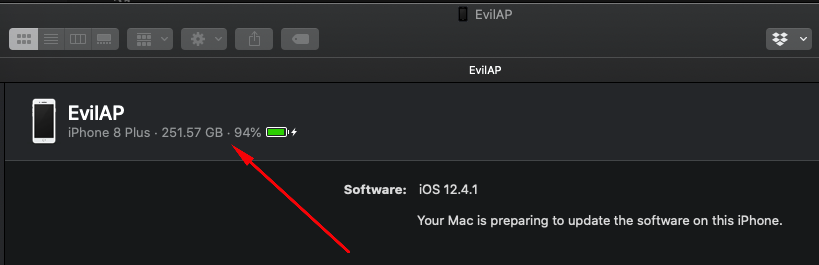 EvilAP
EvilAP
EvilAP
iPhone 8 Plus · 251.57 GB · 94%
Software: iOS 12.4.1
Your Mac is preparing to update the software on this iPhone.